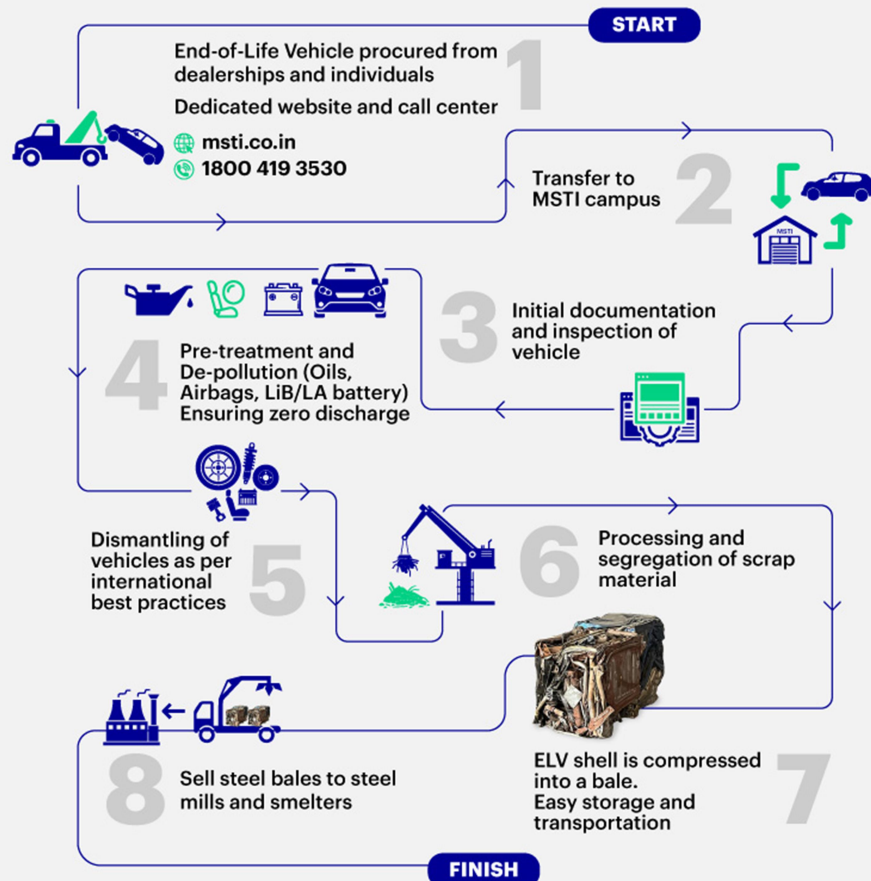 START
End-of-Life Vehicle procured from
dealerships and individuals
Dedicated website and call center
msti.co.in
1800 419 3530
1
Transfer to
MSTI campus
2
MSTI
3
Initial documentation
and inspection of
vehicle
4
Pre-treatment and
De-pollution (Oils,
Airbags, LiB/LA battery)
Ensuring zero discharge
Dismantling of
vehicles as per
international
best practices
5
6
Processing and
segregation of scrap
material
ELV shell is compressed
into a bale.
Easy storage and
transportation
7
8
Sell steel bales to steel
mills and smelters
FINISH